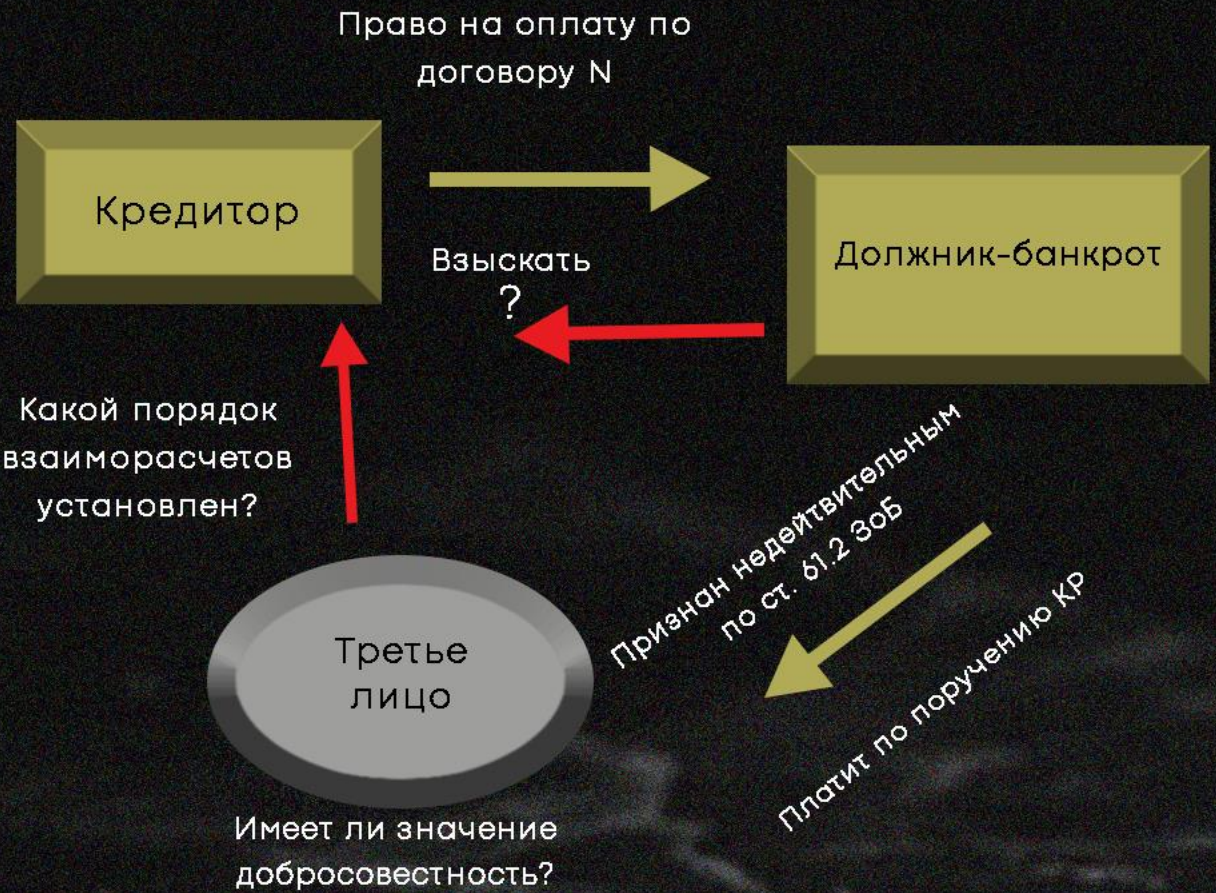 Право на оплату по
договору N
Кредитор
Должник-банкрот
Взыскать
?
Какой порядок
взаиморасчетов
установлен?
Признан недейтвительным
по ст. 61.2 ЗоБ
Платит по поручению КР
Третье
лицо
Имеет ли значение
добросовестность?